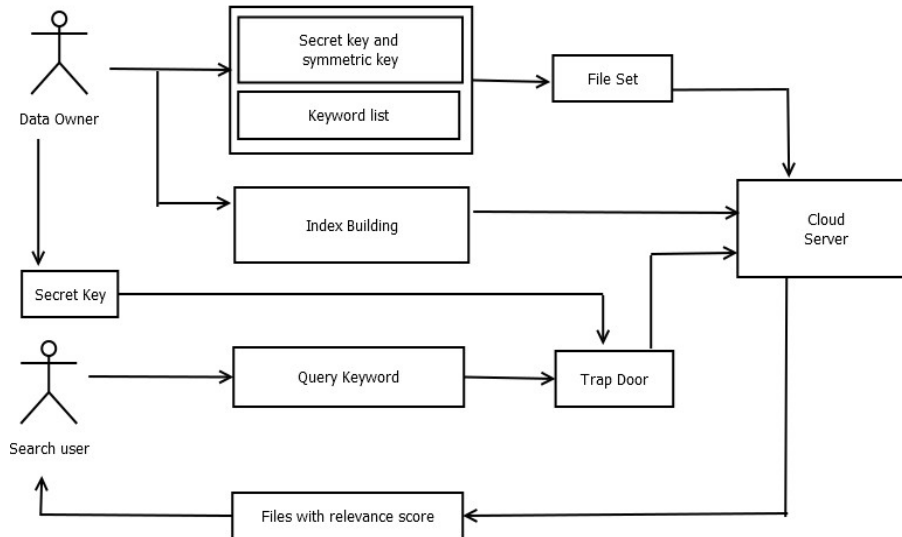 Secret key and
symmetric key
File Set
Keyword list
Data Owner
Index Building
Cloud
Server
Secret Key
Query Keyword
Trap Door
Search user
Files with relevance score